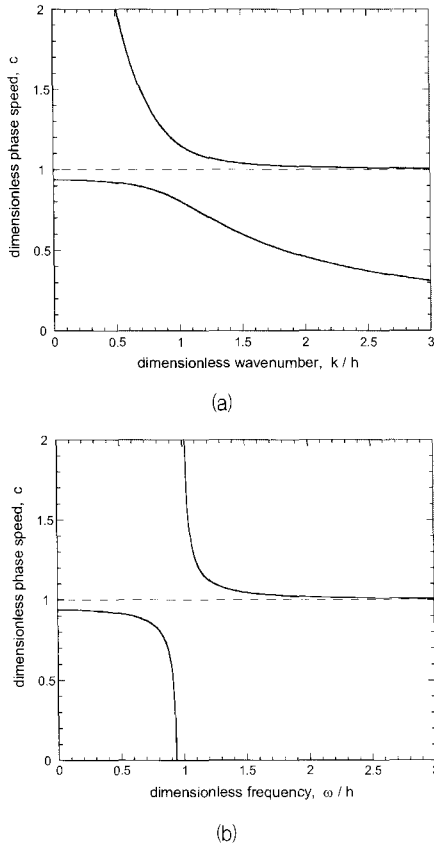 2
1.5
1
0.5
0
dimensionless phase speed, c
0 0.5 1 1.5 2 2.5 3
dimensionless wavenumber, k / h
(a)
2
1.5
1
0.5
0
dimensionless phase speed, c
0 0.5 1 1.5 2 2.5 3
dimensionless frequency, ω / h
(b)